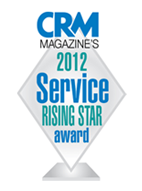 CRM
MAGAZINE'S
2012
Service
RISING STAR
award